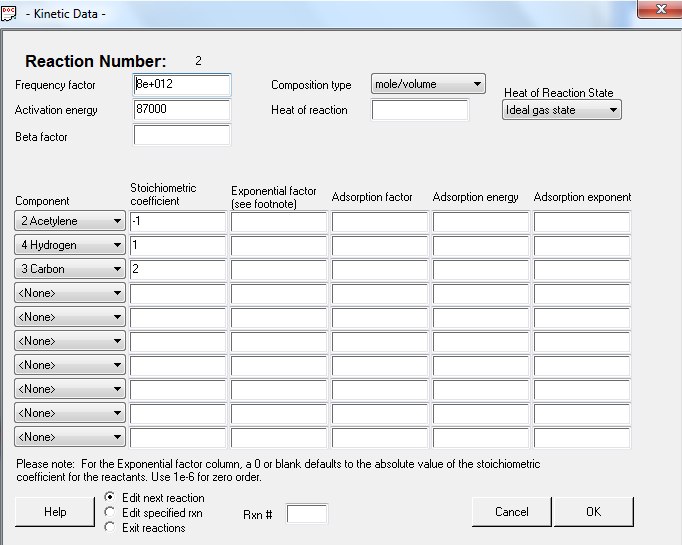 - Kinetic Data -
Reaction Number: 2
Frequency factor 8e+012 Composition type mole/volume Heat of Reaction State
Activation energy 87000 Heat of reaction Ideal gas state
Beta factor
Component Stoichiometric coefficient Exponential factor (see footnote) Adsorption factor Adsorption energy Adsorption exponent
2 Acetylene -1
4 Hydrogen 1
3 Carbon 2
<None>
<None>
<None>
<None>
<None>
<None>
<None>
Please note: For the Exponential factor column, a 0 or blank defaults to the absolute value of the stoichiometric
coefficient for the reactants. Use 1e-6 for zero order.
Help Edit next reaction
Edit specified rxn Rxn # Cancel OK
Exit reactions